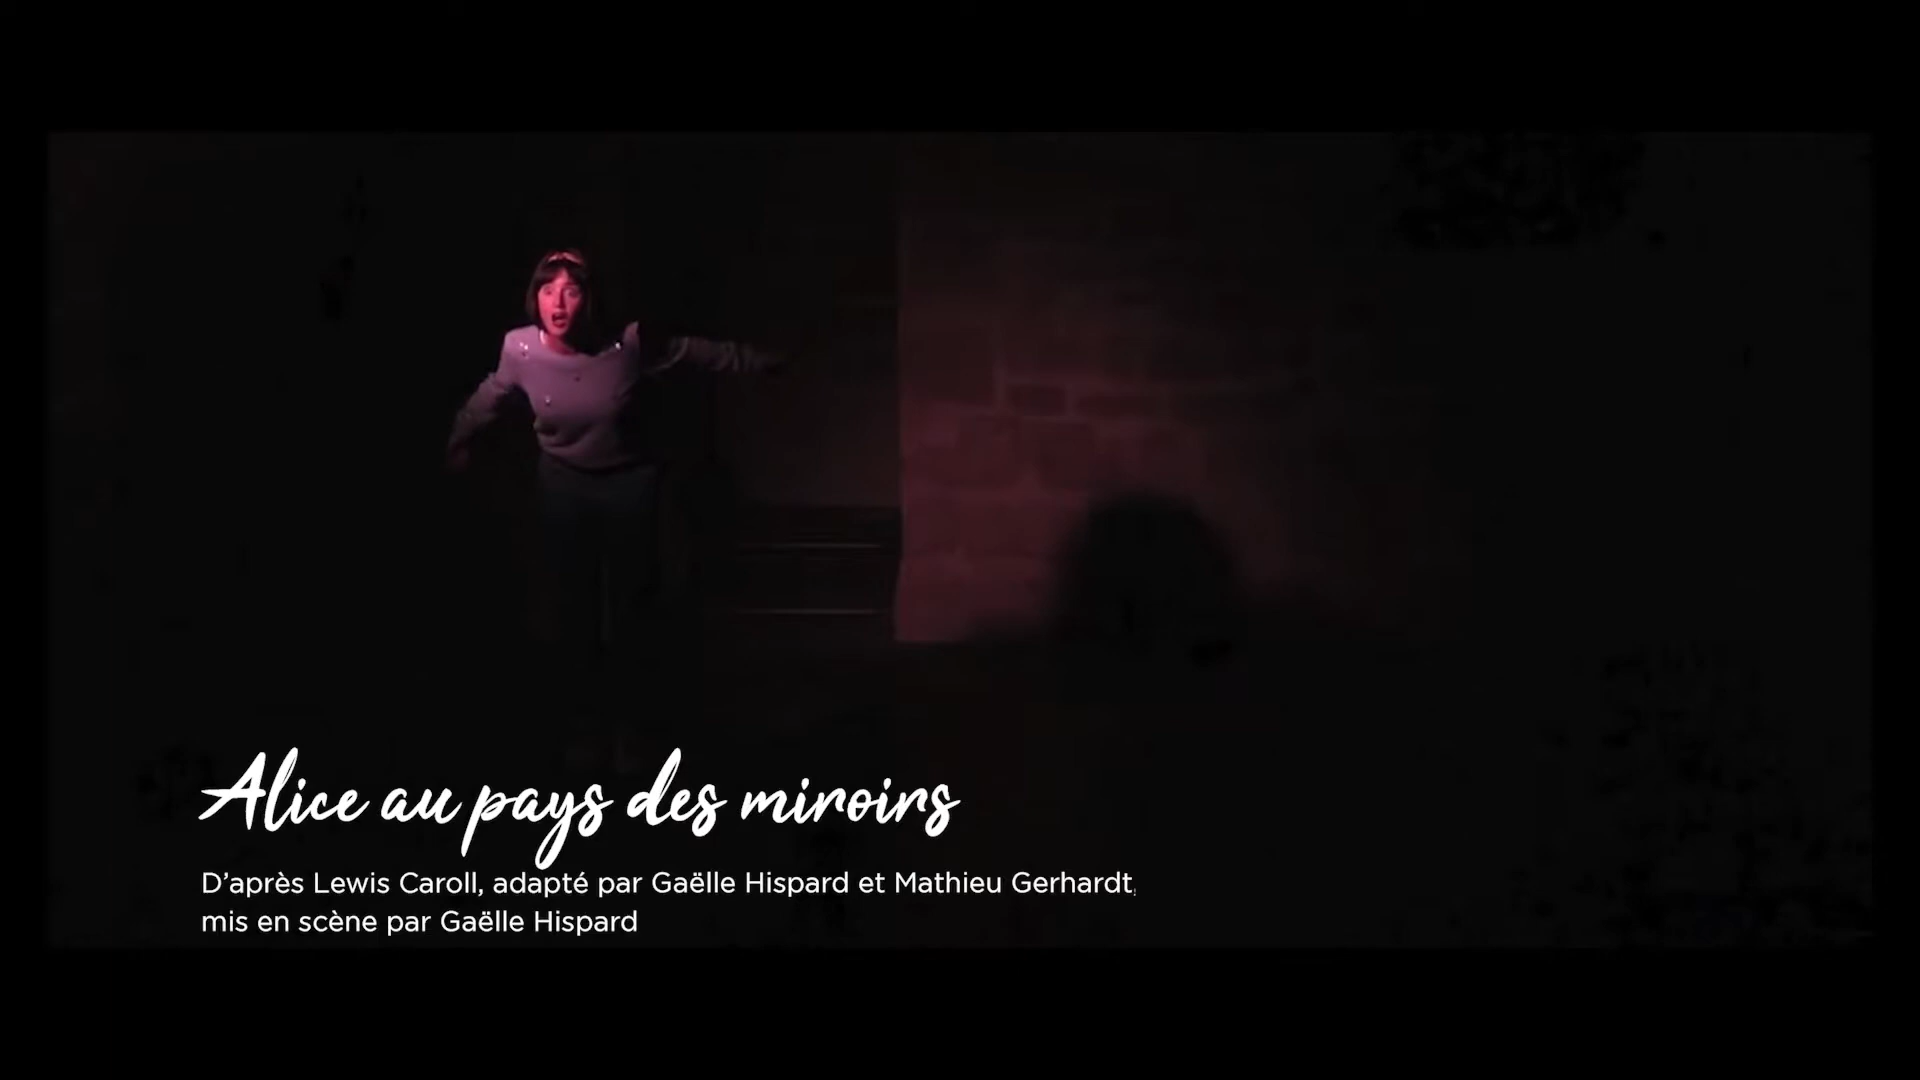 Alice au pays des miroirs
D'après Lewis Caroll, adapté par Gaëlle Hispard et Mathieu Gerhardt,
mis en scène par Gaëlle Hispard